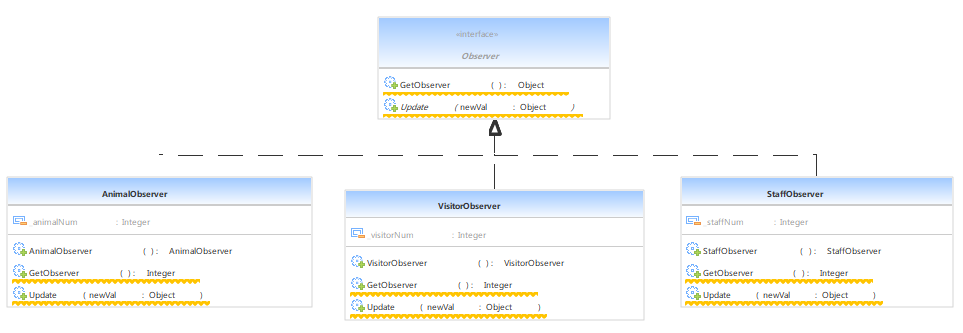 «interface»
Observer
GetObserver ( ) : Object
Update ( newVal : Object )
AnimalObserver
animalNum : Integer
AnimalObserver ( ) : AnimalObserver
GetObserver ( ) : Integer
Update ( newVal : Object )
VisitorObserver
visitorNum : Integer
VisitorObserver ( ) : VisitorObserver
GetObserver ( ) : Integer
Update ( newVal : Object )
StaffObserver
staffNum : Integer
StaffObserver ( ) : StaffObserver
GetObserver ( ) : Integer
Update ( newVal : Object )